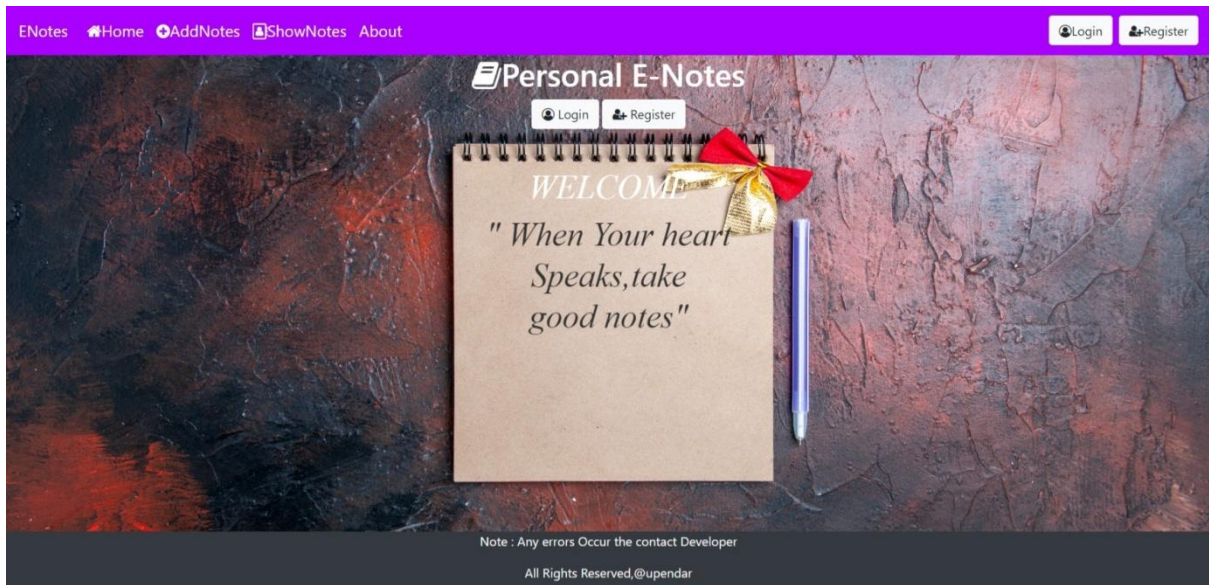 ENotes Home AddNotes ShowNotes About Login Register
Personal E-Notes
Login Register
WELCOME
" When Your heart
Speaks,take
good notes"
Note : Any errors Occur the contact Developer
All Rights Reserved,@upendar